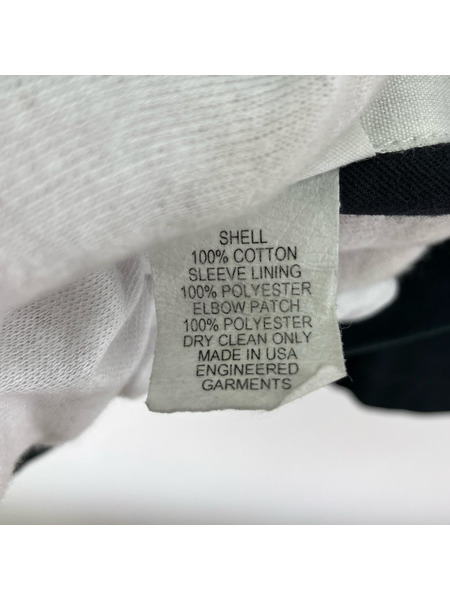 SHELL
100% COTTON
SLEEVE LINING
100% POLYESTER
ELBOW PATCH
100% POLYESTER
DRY CLEAN ONLY
MADE IN USA
ENGINEERED
GARMENTS